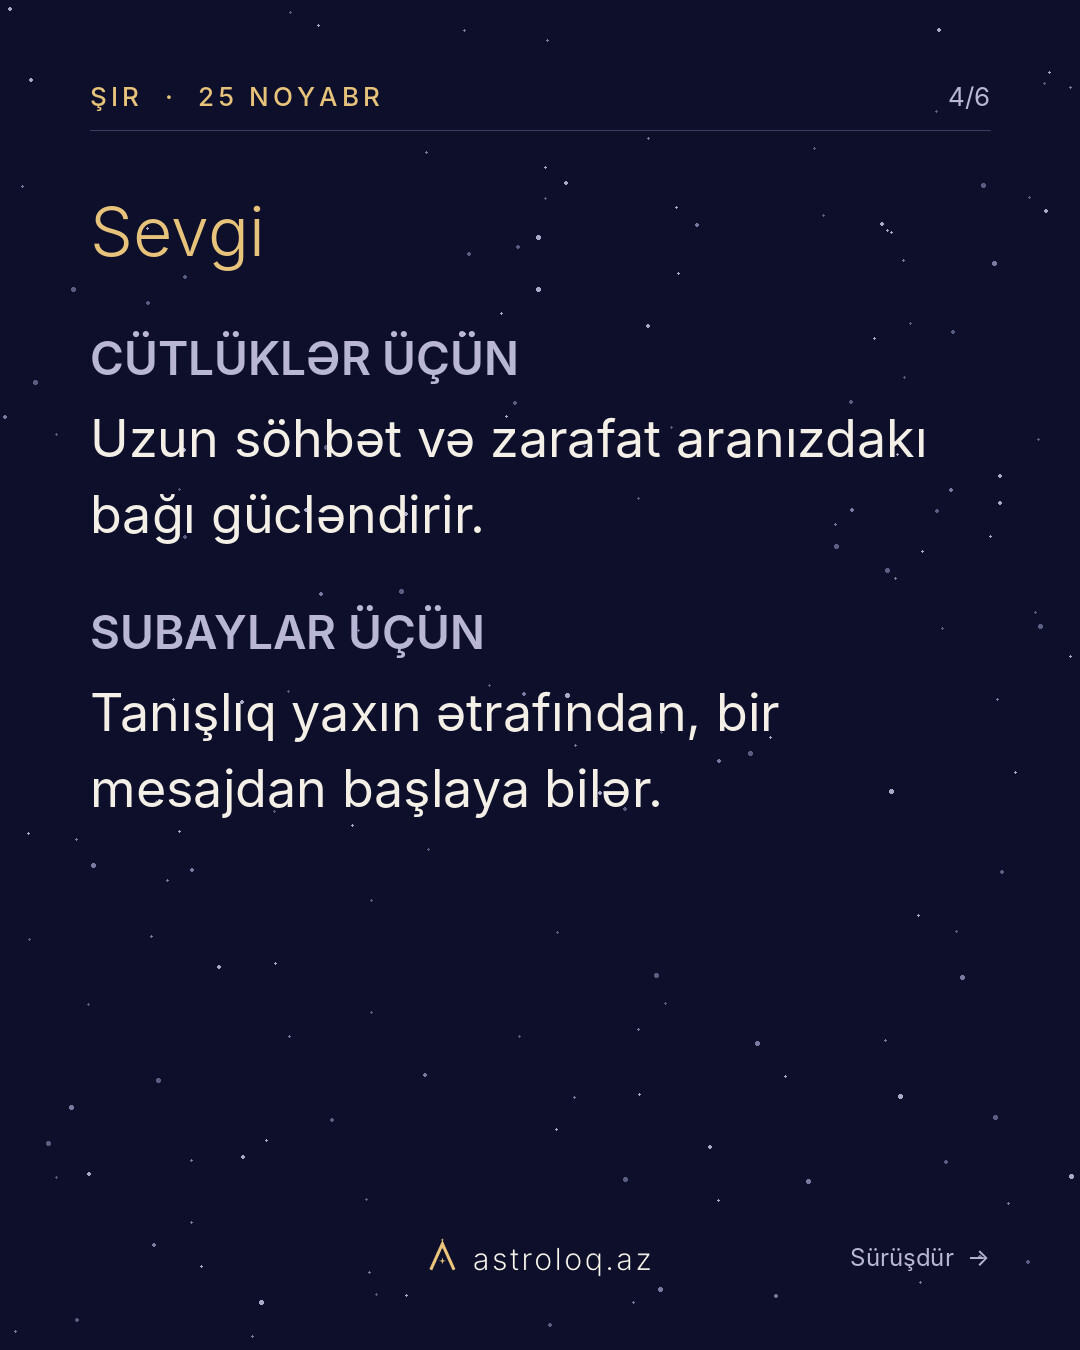 ŞIR · 25 NOYABR
4/6
Sevgi
CÜTLÜKLƏR ÜÇÜN
Uzun söhbət və zarafat aranızdakı
bağı gücləndirir.
SUBAYLAR ÜÇÜN
Tanışlıq yaxın ətrafından, bir
mesajdan başlaya bilər.
astroloq.az
Sürüşdür →